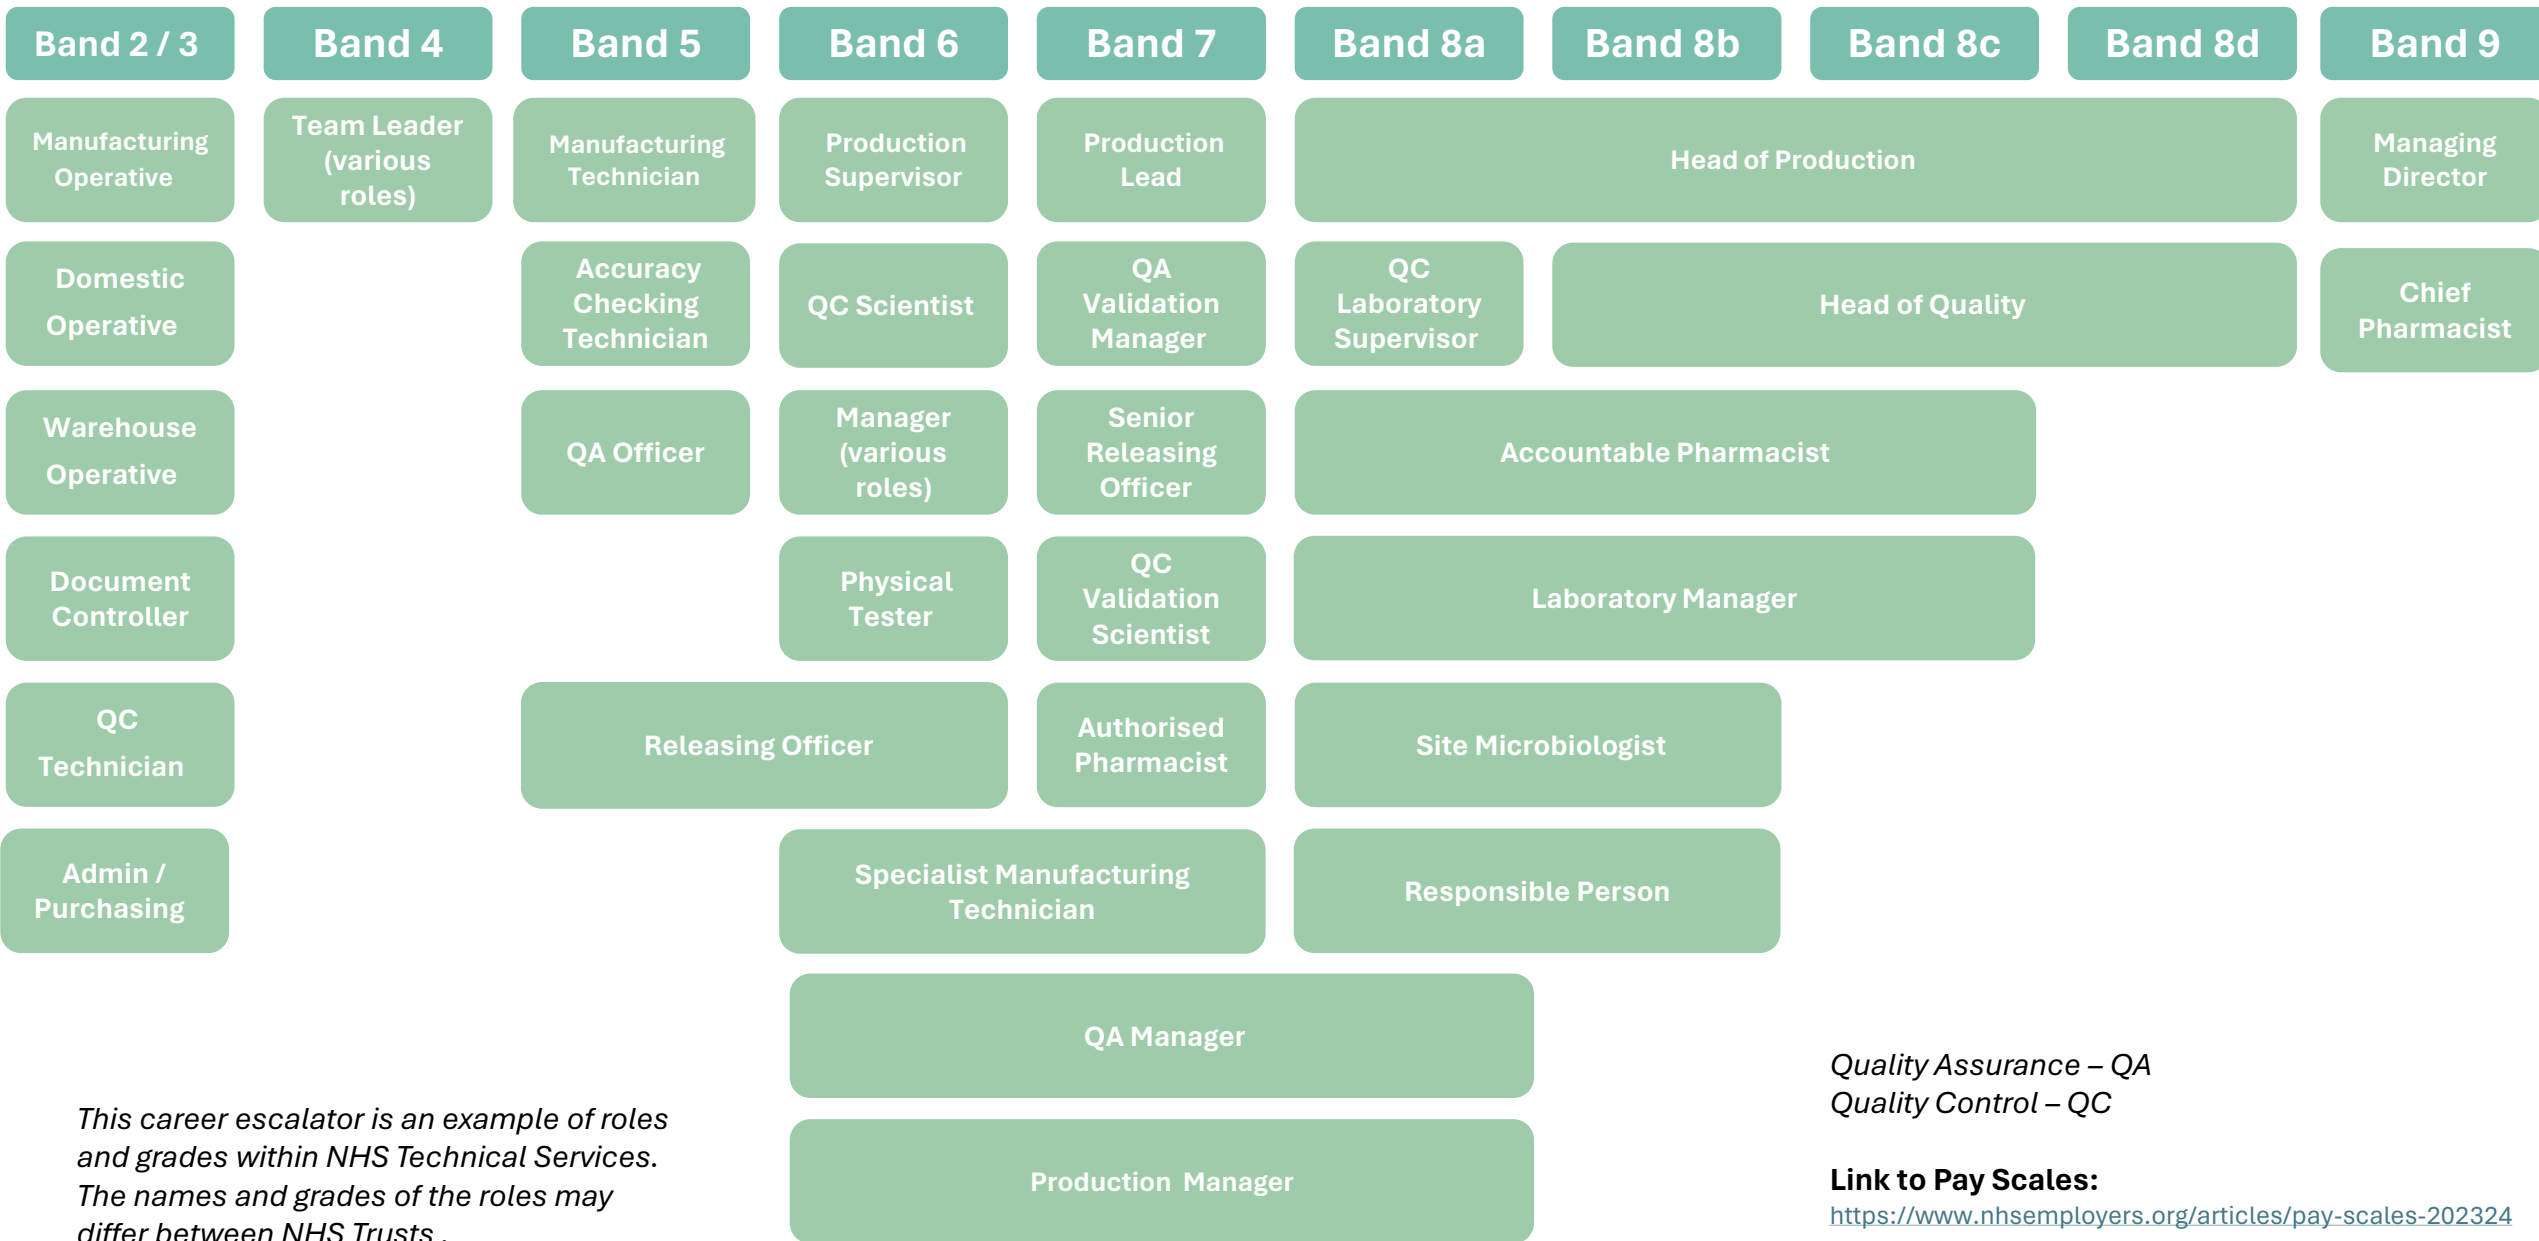 Band 2 / 3
Band 4
Band 5
Band 6
Band 7
Band 8a
Band 8b
Band 8c
Band 8d
Band 9
Manufacturing
Operative
Team Leader
(various
roles)
Manufacturing
Technician
Production
Supervisor
Production
Lead
Head of Production
Managing
Director
Domestic
Operative
Accuracy
Checking
Technician
QC Scientist
QA
Validation
Manager
QC
Laboratory
Supervisor
Head of Quality
Chief
Pharmacist
Warehouse
Operative
QA Officer
Manager
(various
roles)
Senior
Releasing
Officer
Accountable Pharmacist
Document
Controller
Physical
Tester
QC
Validation
Scientist
Laboratory Manager
QC
Technician
Releasing Officer
Authorised
Pharmacist
Site Microbiologist
Admin /
Purchasing
Specialist Manufacturing
Technician
Responsible Person
QA Manager
Production  Manager
This career escalator is an example of roles
and grades within NHS Technical Services.
The names and grades of the roles may
differ between NHS Trusts .
Quality Assurance – QA
Quality Control – QC
Link to Pay Scales:
https://www.nhsemployers.org/articles/pay-scales-202324